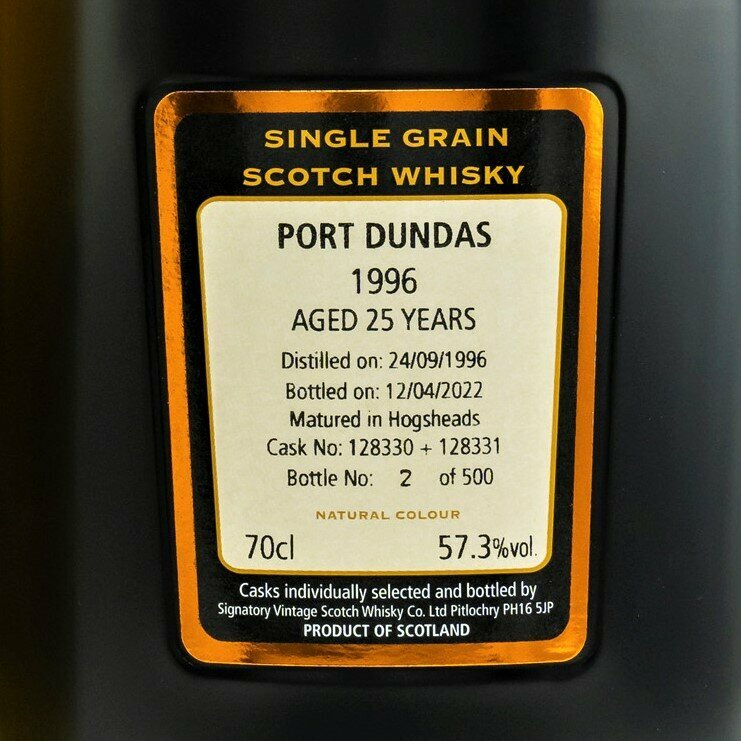 SINGLE GRAIN
SCOTCH WHISKY
PORT DUNDAS
1996
AGED 25 YEARS
Distilled on: 24/09/1996
Bottled on: 12/04/2022
Matured in Hogsheads
Cask No: 128330 + 128331
Bottle No: 2 of 500
NATURAL COLOUR
70cl 57.3%vol.
Casks individually selected and bottled by
Signatory Vintage Scotch Whisky Co. Ltd Pitlochry PH16 5JP
PRODUCT OF SCOTLAND